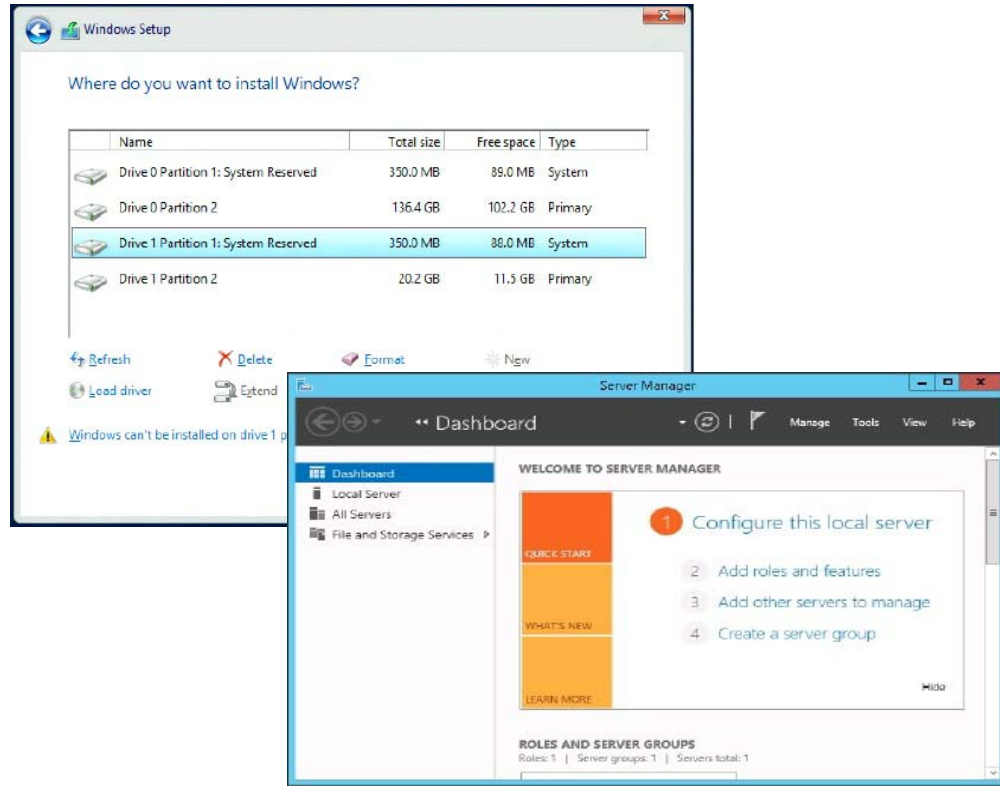 Windows Setup
Where do you want to install Windows?
Name Total size Free space Type
Drive 0 Partition 1: System Reserved 350.0 MB 89.0 MB System
Drive 0 Partition 2 136.4 GB 102.2 GB Primary
Drive 1 Partition 1: System Reserved 350.0 MB 88.0 MB System
Drive 1 Partition 2 20.2 GB 11.5 GB Primary
Refresh Delete Format New
Load driver Extend
Windows can't be installed on drive 1 p
Server Manager
Dashboard Manage Tools View Help
Dashboard
Local Server
All Servers
File and Storage Services
WELCOME TO SERVER MANAGER
QUICK START
WHAT'S NEW
LEARN MORE
1 Configure this local server
2 Add roles and features
3 Add other servers to manage
4 Create a server group
Hide
ROLES AND SERVER GROUPS
Roles: 1 | Server groups: 1 | Servers total: 1